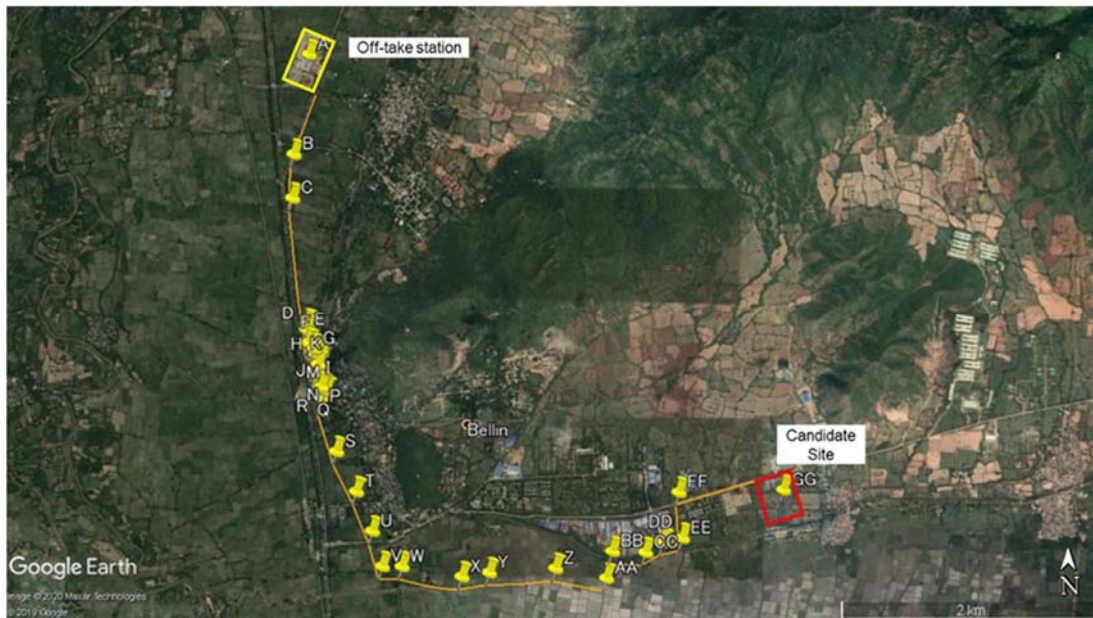 A
Off-take station
B
C
D
E
F
G
H
K
I
J
M
N
P
R
Q
S
Bellin
Candidate
Site
T
FF
GG
U
DD
EE
BB
CC
V
W
X
Y
Z
AA
Google Earth
Image © 2020 Maxar Technologies
© 2019 Google
2 km
N